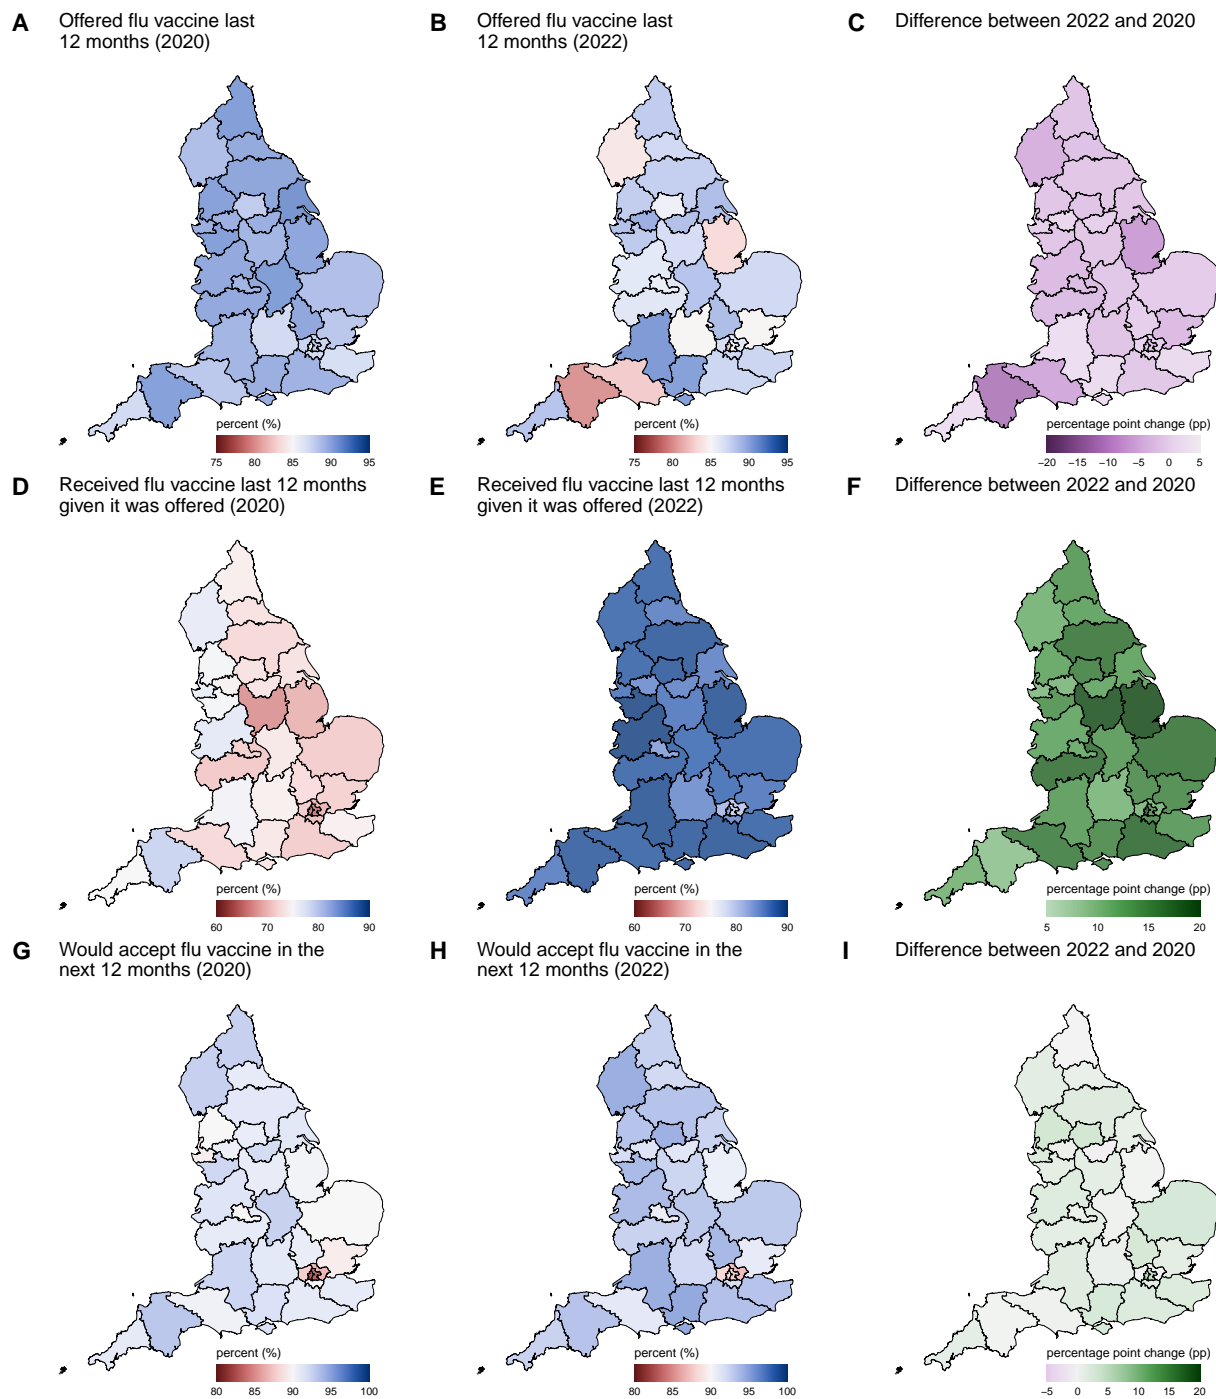 A Offered flu vaccine last
12 months (2020)
B Offered flu vaccine last
12 months (2022)
C Difference between 2022 and 2020
percent (%)
75 80 85 90 95
percent (%)
75 80 85 90 95
percentage point change (pp)
−20 −15 −10 −5 0 5
D Received flu vaccine last 12 months
given it was offered (2020)
E Received flu vaccine last 12 months
given it was offered (2022)
F Difference between 2022 and 2020
percent (%)
60 70 80 90
percent (%)
60 70 80 90
percentage point change (pp)
5 10 15 20
G Would accept flu vaccine in the
next 12 months (2020)
H Would accept flu vaccine in the
next 12 months (2022)
I Difference between 2022 and 2020
percent (%)
80 85 90 95 100
percent (%)
80 85 90 95 100
percentage point change (pp)
−5 0 5 10 15 20